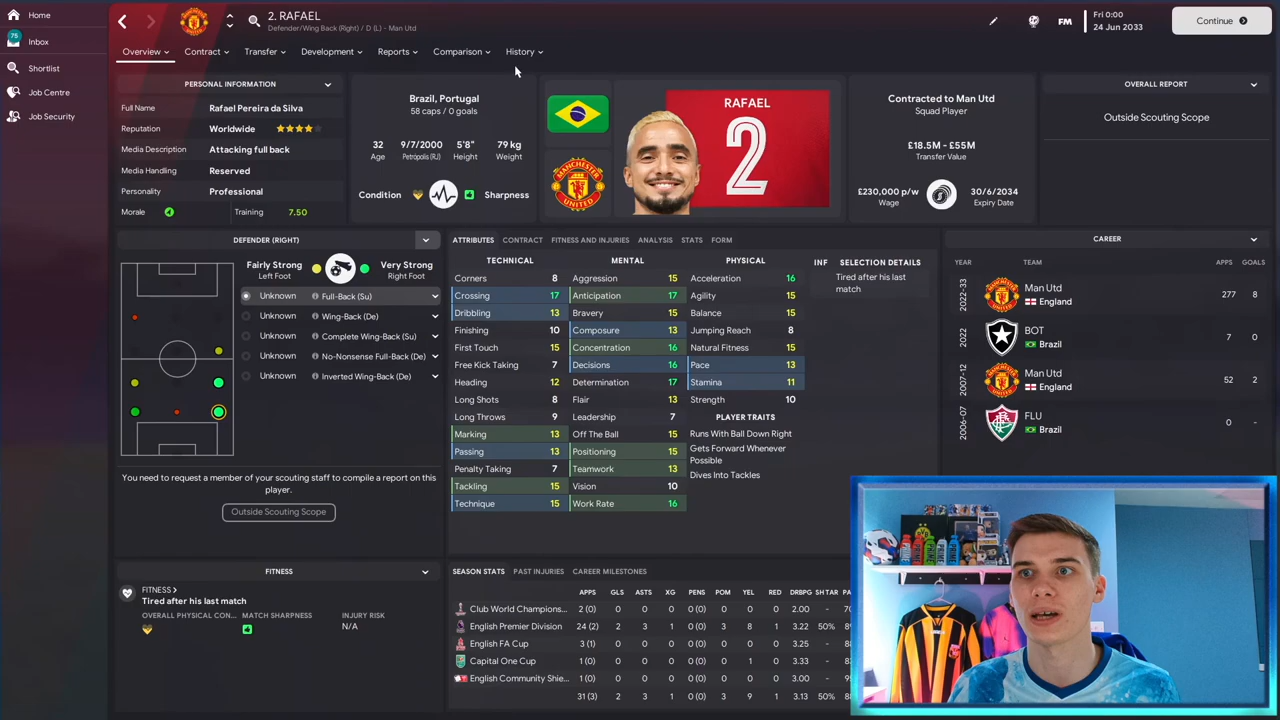 Home
75
Inbox
Shortlist
Job Centre
Job Security
2. RAFAEL
Defender/Wing Back (Right) / D (L) - Man Utd
FM
Fri 0:00
24 Jun 2033
Continue
Overview
Contract
Transfer
Development
Reports
Comparison
History
PERSONAL INFORMATION
Full Name Rafael Pereira da Silva
Reputation Worldwide
Media Description Attacking full back
Media Handling Reserved
Personality Professional
Morale
Training 7.50
Brazil, Portugal
58 caps / 0 goals
32 9/7/2000 5'8" 79 kg
Age Petrópolis (RJ) Height Weight
Condition Sharpness
RAFAEL
2
MANCHESTER
UNITED
Contracted to Man Utd
Squad Player
£18.5M - £55M
Transfer Value
£230,000 p/w 30/6/2034
Wage Expiry Date
OVERALL REPORT
Outside Scouting Scope
DEFENDER (RIGHT)
Fairly Strong
Left Foot
Very Strong
Right Foot
Unknown Full-Back (Su)
Unknown Wing-Back (De)
Unknown Complete Wing-Back (Su)
Unknown No-Nonsense Full-Back (De)
Unknown Inverted Wing-Back (De)
You need to request a member of your scouting staff to compile a report on this
player.
Outside Scouting Scope
FITNESS
FITNESS
Tired after his last match
OVERALL PHYSICAL CON... MATCH SHARPNESS INJURY RISK
N/A
ATTRIBUTES CONTRACT FITNESS AND INJURIES ANALYSIS STATS FORM
TECHNICAL
Corners 8
Crossing 17
Dribbling 13
Finishing 10
First Touch 15
Free Kick Taking 7
Heading 12
Long Shots 8
Long Throws 9
Marking 13
Passing 13
Penalty Taking 7
Tackling 15
Technique 15
MENTAL
Aggression 15
Anticipation 17
Bravery 15
Composure 13
Concentration 16
Decisions 16
Determination 17
Flair 13
Leadership 7
Off The Ball 15
Positioning 15
Teamwork 13
Vision 10
Work Rate 16
PHYSICAL
Acceleration 16
Agility 15
Balance 15
Jumping Reach 8
Natural Fitness 15
Pace 13
Stamina 11
Strength 10
PLAYER TRAITS
Runs With Ball Down Right
Gets Forward Whenever
Possible
Dives Into Tackles
INF SELECTION DETAILS
Tired after his last
match
CAREER
YEAR TEAM APPS GOALS
2022-33 Man Utd England 277 8
2022 BOT Brazil 7 0
2007-12 Man Utd England 52 2
2006-07 FLU Brazil 0 -
SEASON STATS PAST INJURIES CAREER MILESTONES
APPS GLS ASTS XG PENS POM YEL RED DRBPG SH TAR PA
Club World Champions... 2 (0) 0 0 0 0 (0) 0 0 0 2.00 -
English Premier Division 24 (2) 2 3 1 0 (0) 3 8 1 3.22 50%
English FA Cup 3 (1) 0 0 0 0 (0) 0 0 0 3.25 -
Capital One Cup 1 (0) 0 0 0 0 (0) 0 1 0 3.33 -
English Community Shie... 1 (0) 0 0 0 0 (0) 0 0 0 3.00 -
31 (3) 2 3 1 0 (0) 3 9 1 3.13 50%